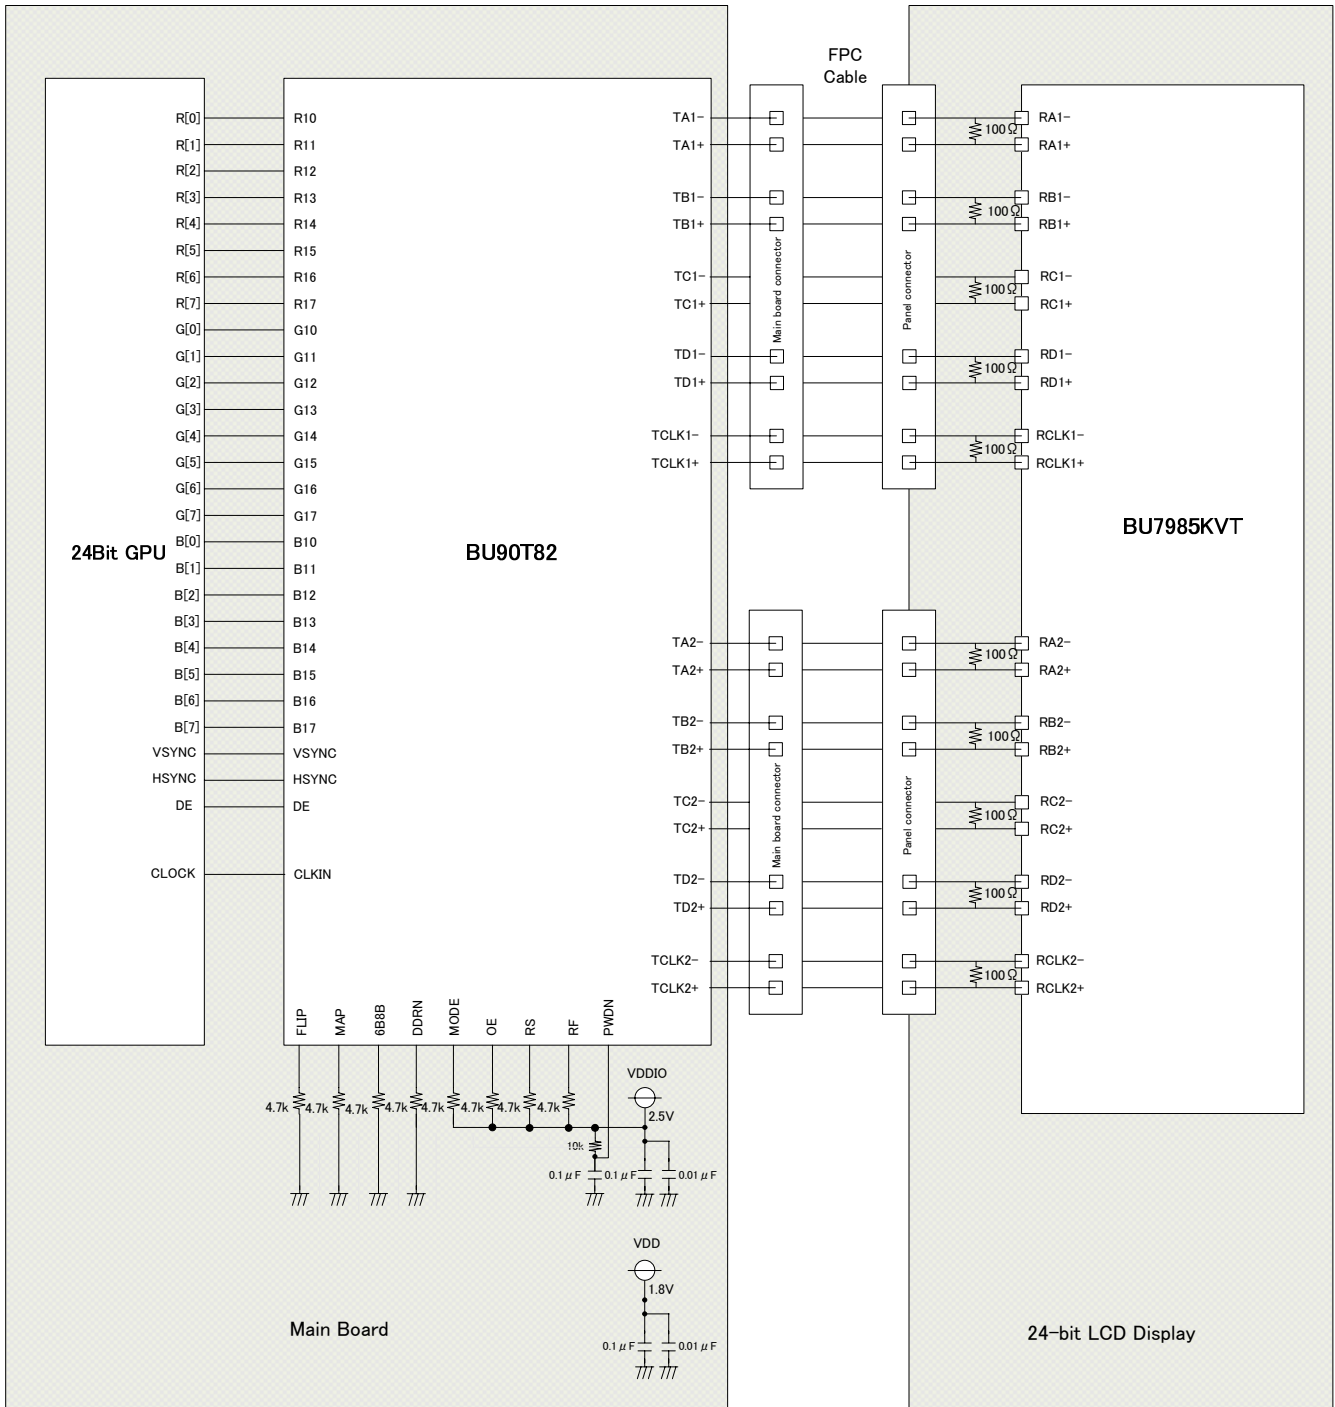 FPC
Cable
R[0] R10 TA1- RA1-
100Ω
R[1] R11 TA1+ RA1+
R[2] R12
R[3] R13 TB1- RB1-
100Ω
R[4] R14 TB1+ RB1+
R[5] R15
R[6] R16 TC1- RC1-
100Ω
R[7] R17 TC1+ RC1+
Main board connector
Panel connector
G[0] G10
G[1] G11 TD1- RD1-
100Ω
G[2] G12 TD1+ RD1+
G[3] G13
G[4] G14 TCLK1- RCLK1-
100Ω
G[5] G15 TCLK1+ RCLK1+
G[6] G16
G[7] G17
BU7985KVT
B[0] B10
24Bit GPU BU90T82
B[1] B11
B[2] B12
B[3] B13
B[4] B14 TA2- RA2-
100Ω
B[5] B15 TA2+ RA2+
B[6] B16
B[7] B17 TB2- RB2-
100Ω
VSYNC VSYNC TB2+ RB2+
HSYNC HSYNC
DE DE TC2- RC2-
100Ω
TC2+ RC2+
Main board connector
Panel connector
CLOCK CLKIN TD2- RD2-
100Ω
TD2+ RD2+
TCLK2- RCLK2-
100Ω
TCLK2+ RCLK2+
FLIP MAP 6B8B DDRN MODE OE RS RF PWDN
VDDIO
4.7k 4.7k 4.7k 4.7k 4.7k 4.7k 4.7k 4.7k
2.5V
10k
0.1μF 0.1μF 0.01μF
VDD
1.8V
Main Board
24-bit LCD Display
0.1μF 0.01μF